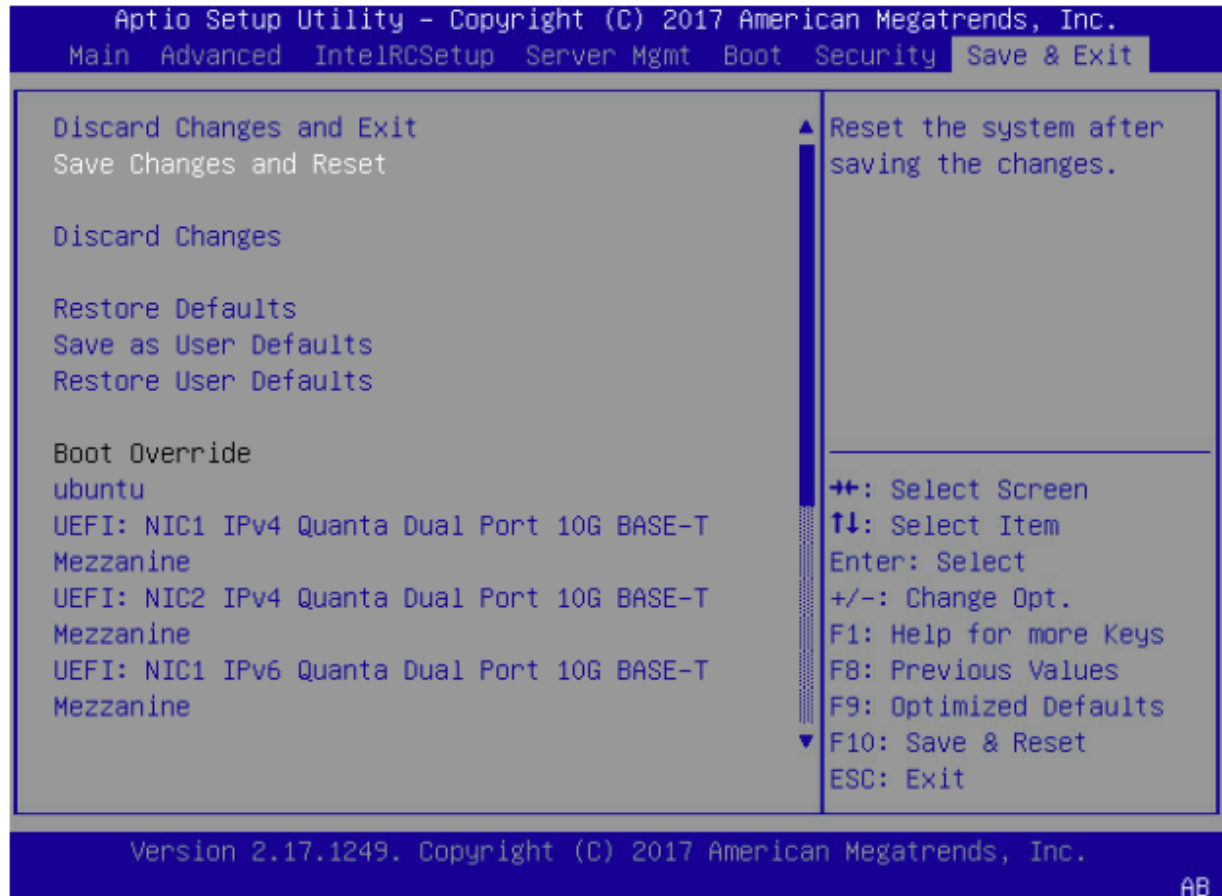 Aptio Setup Utility – Copyright (C) 2017 American Megatrends, Inc.
Main Advanced IntelRCSetup Server Mgmt Boot Security Save & Exit
Discard Changes and Exit
Save Changes and Reset
Discard Changes
Restore Defaults
Save as User Defaults
Restore User Defaults
Boot Override
ubuntu
UEFI: NIC1 IPv4 Quanta Dual Port 10G BASE-T
Mezzanine
UEFI: NIC2 IPv4 Quanta Dual Port 10G BASE-T
Mezzanine
UEFI: NIC1 IPv6 Quanta Dual Port 10G BASE-T
Mezzanine
Reset the system after
saving the changes.
→←: Select Screen
↑↓: Select Item
Enter: Select
+/-: Change Opt.
F1: Help for more Keys
F8: Previous Values
F9: Optimized Defaults
F10: Save & Reset
ESC: Exit
Version 2.17.1249. Copyright (C) 2017 American Megatrends, Inc.
AB